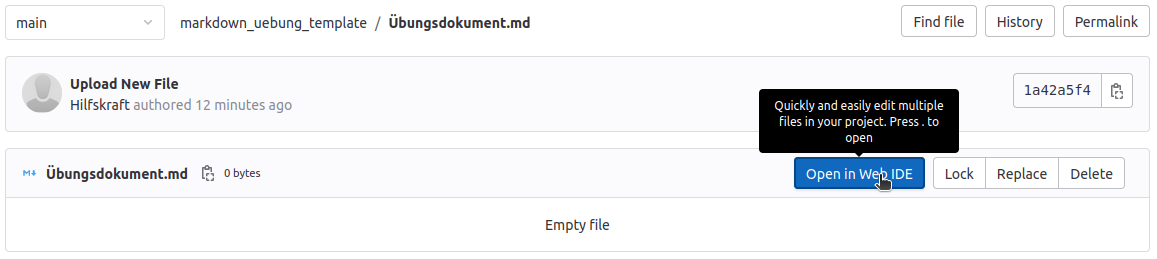 main
markdown_uebung_template / Übungsdokument.md
Find file
History
Permalink
Upload New File
Hilfskraft authored 12 minutes ago
1a42a5f4
Quickly and easily edit multiple
files in your project. Press . to
open
M↓
Übungsdokument.md
0 bytes
Open in Web IDE
Lock
Replace
Delete
Empty file